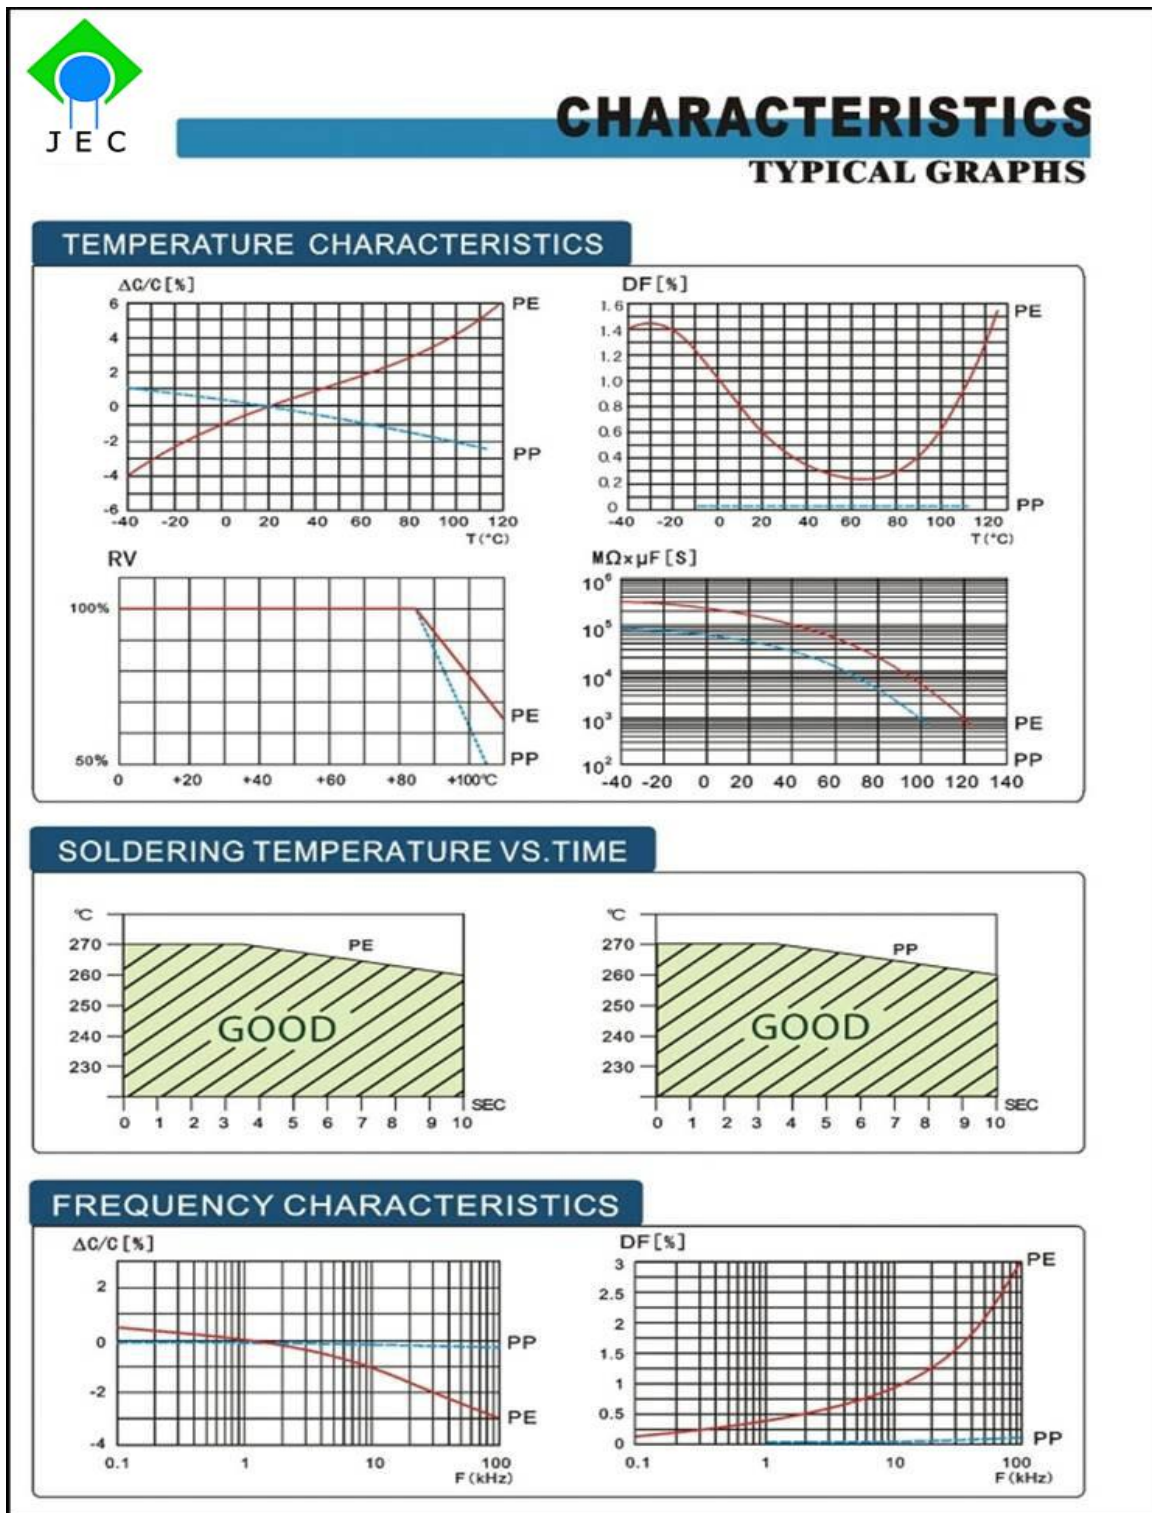 JEC
CHARACTERISTICS
TYPICAL GRAPHS
TEMPERATURE CHARACTERISTICS
ΔC/C[%]
6
4
2
0
-2
-4
-6
-40 -20 0 20 40 60 80 100 120
T(°C)
PE
PP
DF[%]
1.6
1.4
1.2
1.0
0.8
0.6
0.4
0.2
0
-40 -20 0 20 40 60 80 100 120
T(°C)
PE
PP
RV
100%
50%
0 +20 +40 +60 +80 +100℃
PE
PP
MΩxμF[S]
10⁶
10⁵
10⁴
10³
10²
-40 -20 0 20 40 60 80 100 120 140
PE
PP
SOLDERING TEMPERATURE VS.TIME
℃
270
260
250
240
230
PE
GOOD
SEC
0 1 2 3 4 5 6 7 8 9 10
℃
270
260
250
240
230
PP
GOOD
SEC
0 1 2 3 4 5 6 7 8 9 10
FREQUENCY CHARACTERISTICS
ΔC/C[%]
2
0
-2
-4
0.1 1 10 100
F(kHz)
PP
PE
DF[%]
3
2.5
2
1.5
1
0.5
0
0.1 1 10 100
F(kHz)
PE
PP